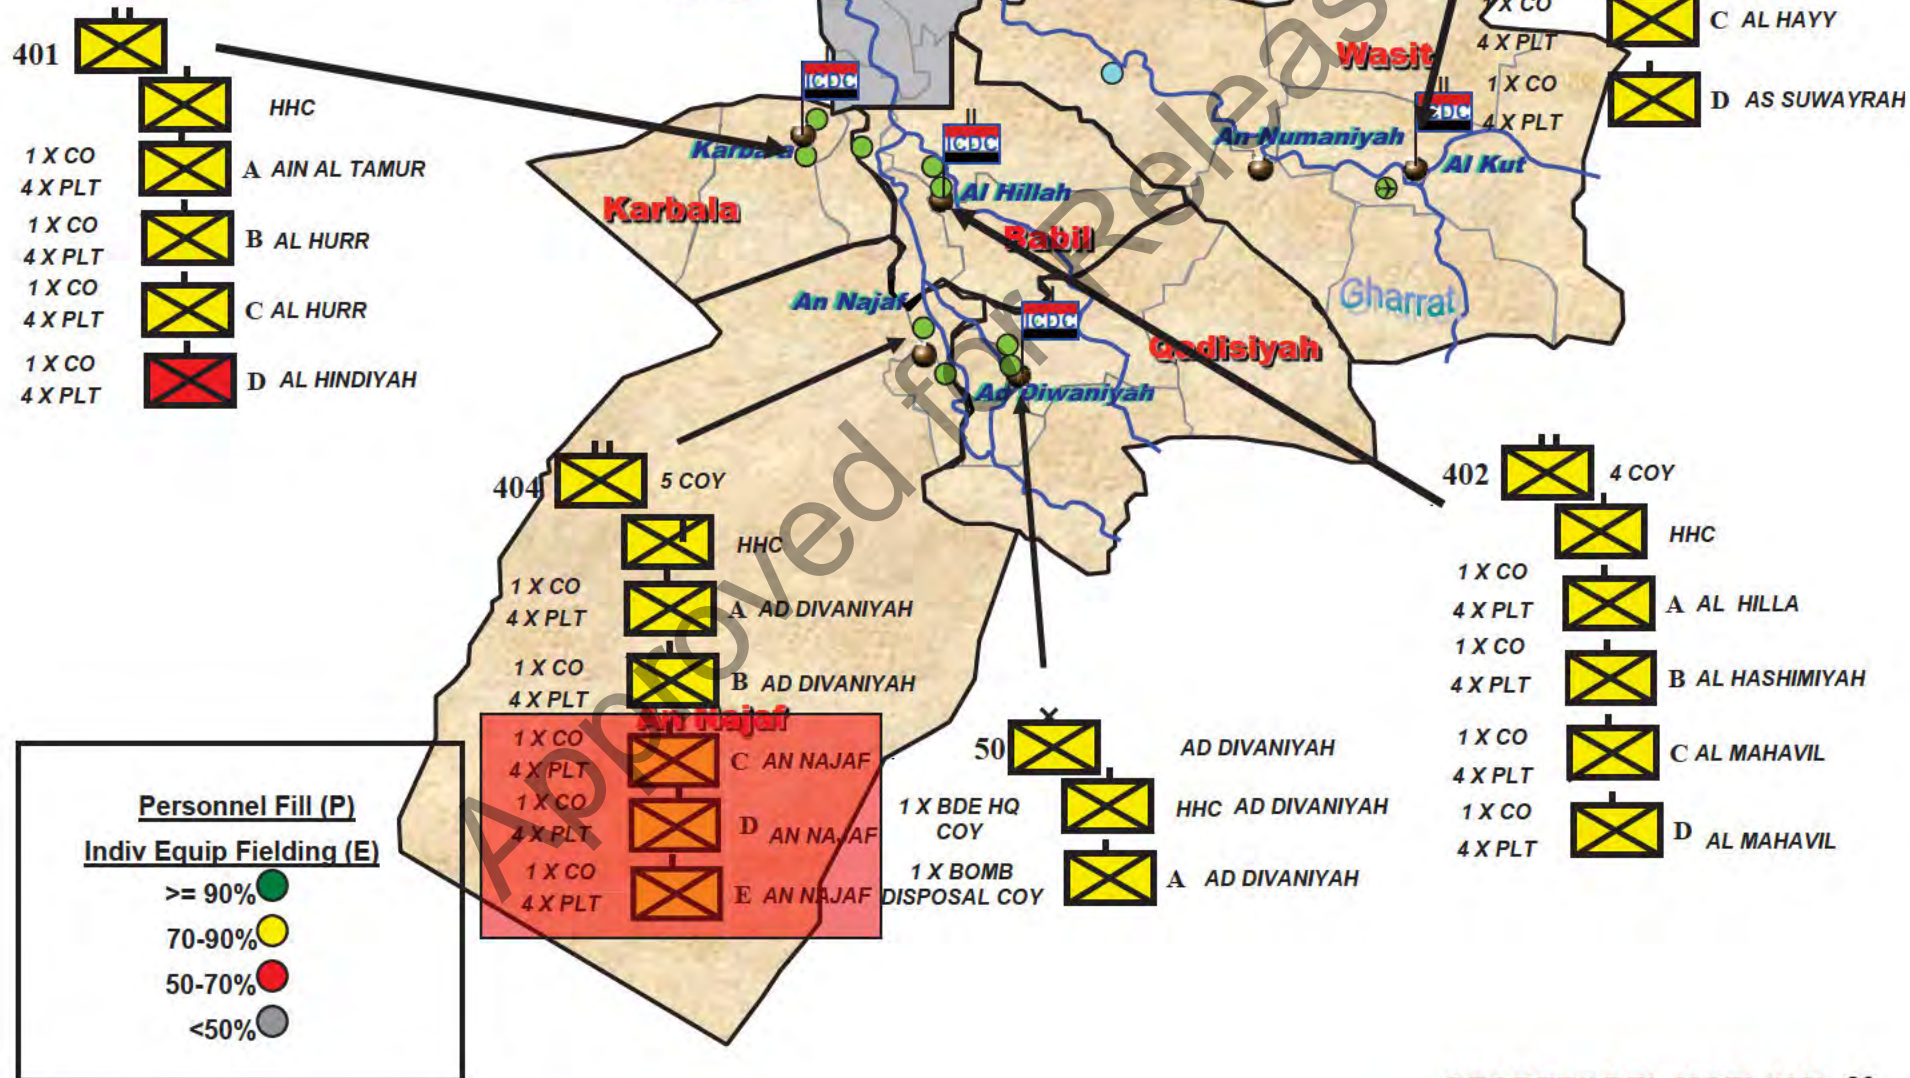 401
HHC
1 X CO
4 X PLT
A AIN AL TAMUR
1 X CO
4 X PLT
B AL HURR
1 X CO
4 X PLT
C AL HURR
1 X CO
4 X PLT
D AL HINDIYAH
ICDC
Karbala
Karbala
ICDC
Al Hillah
Babil
An Najaf
ICDC
Ad Diwaniyah
Qadisiyah
Wasit
An Numaniyah
ICDC
Al Kut
Gharrat
1 X CO
4 X PLT
C AL HAYY
1 X CO
4 X PLT
D AS SUWAYRAH
404
5 COY
HHC
1 X CO
4 X PLT
A AD DIVANIYAH
1 X CO
4 X PLT
B AD DIVANIYAH
An Najaf
1 X CO
4 X PLT
C AN NAJAF
1 X CO
4 X PLT
D AN NAJAF
1 X CO
4 X PLT
E AN NAJAF
50
AD DIVANIYAH
1 X BDE HQ
COY
HHC AD DIVANIYAH
1 X BOMB
DISPOSAL COY
A AD DIVANIYAH
402
4 COY
HHC
1 X CO
4 X PLT
A AL HILLA
1 X CO
4 X PLT
B AL HASHIMIYAH
1 X CO
4 X PLT
C AL MAHAVIL
1 X CO
4 X PLT
D AL MAHAVIL
Personnel Fill (P)
Indiv Equip Fielding (E)
>= 90%
70-90%
50-70%
<50%
Approved for Release